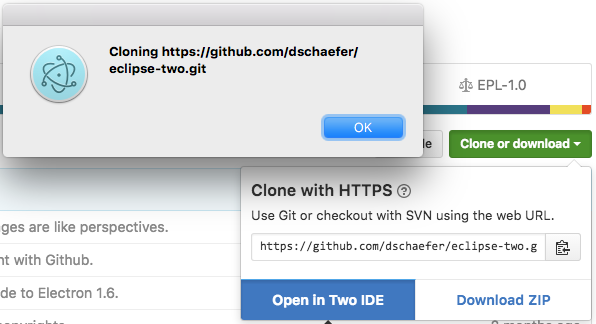 Cloning https://github.com/dschaefer/
eclipse-two.git
OK
EPL-1.0
Clone or download
Clone with HTTPS
Use Git or checkout with SVN using the web URL.
https://github.com/dschaefer/eclipse-two.g
Open in Two IDE
Download ZIP
nges are like perspectives.
nt with Github.
de to Electron 1.6.